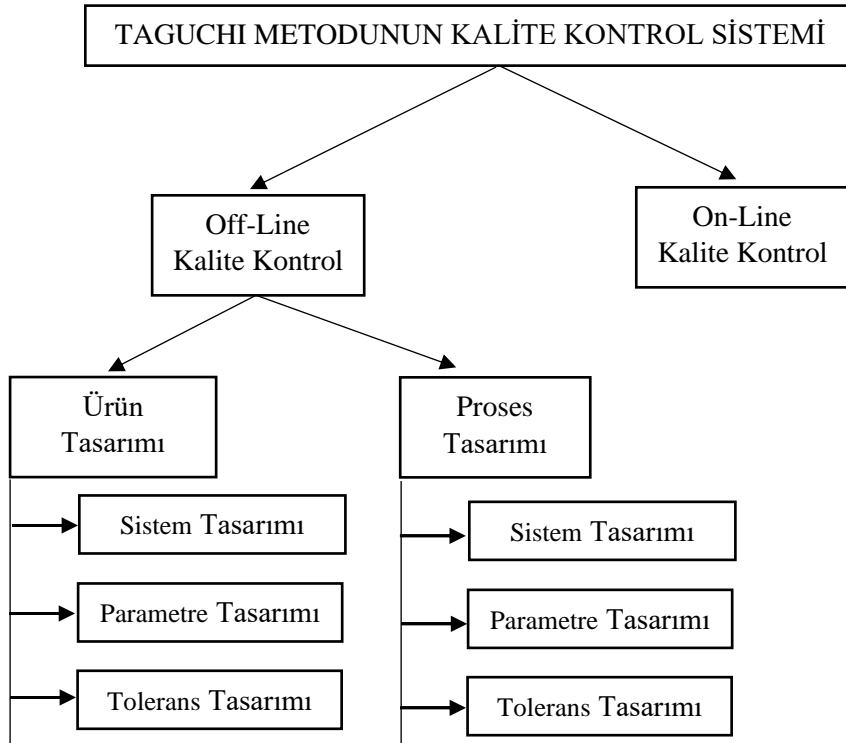 TAGUCHI METODUNUN KALİTE KONTROL SİSTEMİ
Off-Line
Kalite Kontrol
On-Line
Kalite Kontrol
Ürün
Tasarımı
Proses
Tasarımı
Sistem Tasarımı
Parametre Tasarımı
Tolerans Tasarımı
Sistem Tasarımı
Parametre Tasarımı
Tolerans Tasarımı